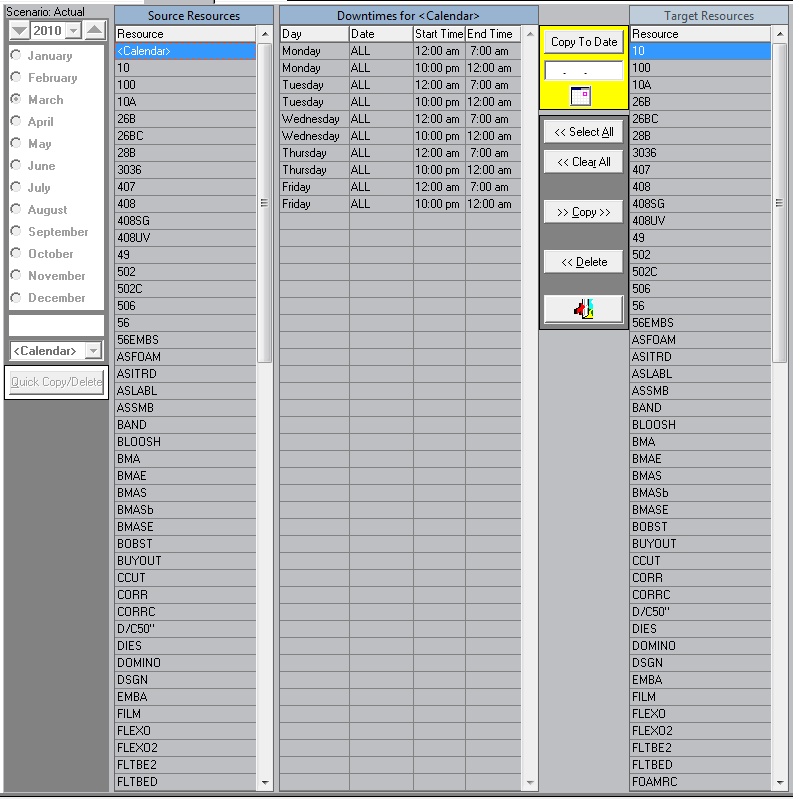 Scenario: Actual
2010
January
February
March
April
May
June
July
August
September
October
November
December
<Calendar>
Quick Copy/Delete
Source Resources
Resource
<Calendar>
10
100
10A
26B
26BC
28B
3036
407
408
408SG
408UV
49
502
502C
506
56
56EMBS
ASFOAM
ASITRD
ASLABL
ASSMB
BAND
BLOOSH
BMA
BMAE
BMAS
BMASb
BMASE
BOBST
BUYOUT
CCUT
CORR
CORRC
D/C50"
DIES
DOMINO
DSGN
EMBA
FILM
FLEXO
FLEXO2
FLTBE2
FLTBED
Downtimes for <Calendar>
Day Date Start Time End Time
Monday ALL 12:00 am 7:00 am
Monday ALL 10:00 pm 12:00 am
Tuesday ALL 12:00 am 7:00 am
Tuesday ALL 10:00 pm 12:00 am
Wednesday ALL 12:00 am 7:00 am
Wednesday ALL 10:00 pm 12:00 am
Thursday ALL 12:00 am 7:00 am
Thursday ALL 10:00 pm 12:00 am
Friday ALL 12:00 am 7:00 am
Friday ALL 10:00 pm 12:00 am
Copy To Date
. .
<< Select All
<< Clear All
>> Copy >>
<< Delete
Target Resources
Resource
10
100
10A
26B
26BC
28B
3036
407
408
408SG
408UV
49
502
502C
506
56
56EMBS
ASFOAM
ASITRD
ASLABL
ASSMB
BAND
BLOOSH
BMA
BMAE
BMAS
BMASb
BMASE
BOBST
BUYOUT
CCUT
CORR
CORRC
D/C50"
DIES
DOMINO
DSGN
EMBA
FILM
FLEXO
FLEXO2
FLTBE2
FLTBED
FOAMRC